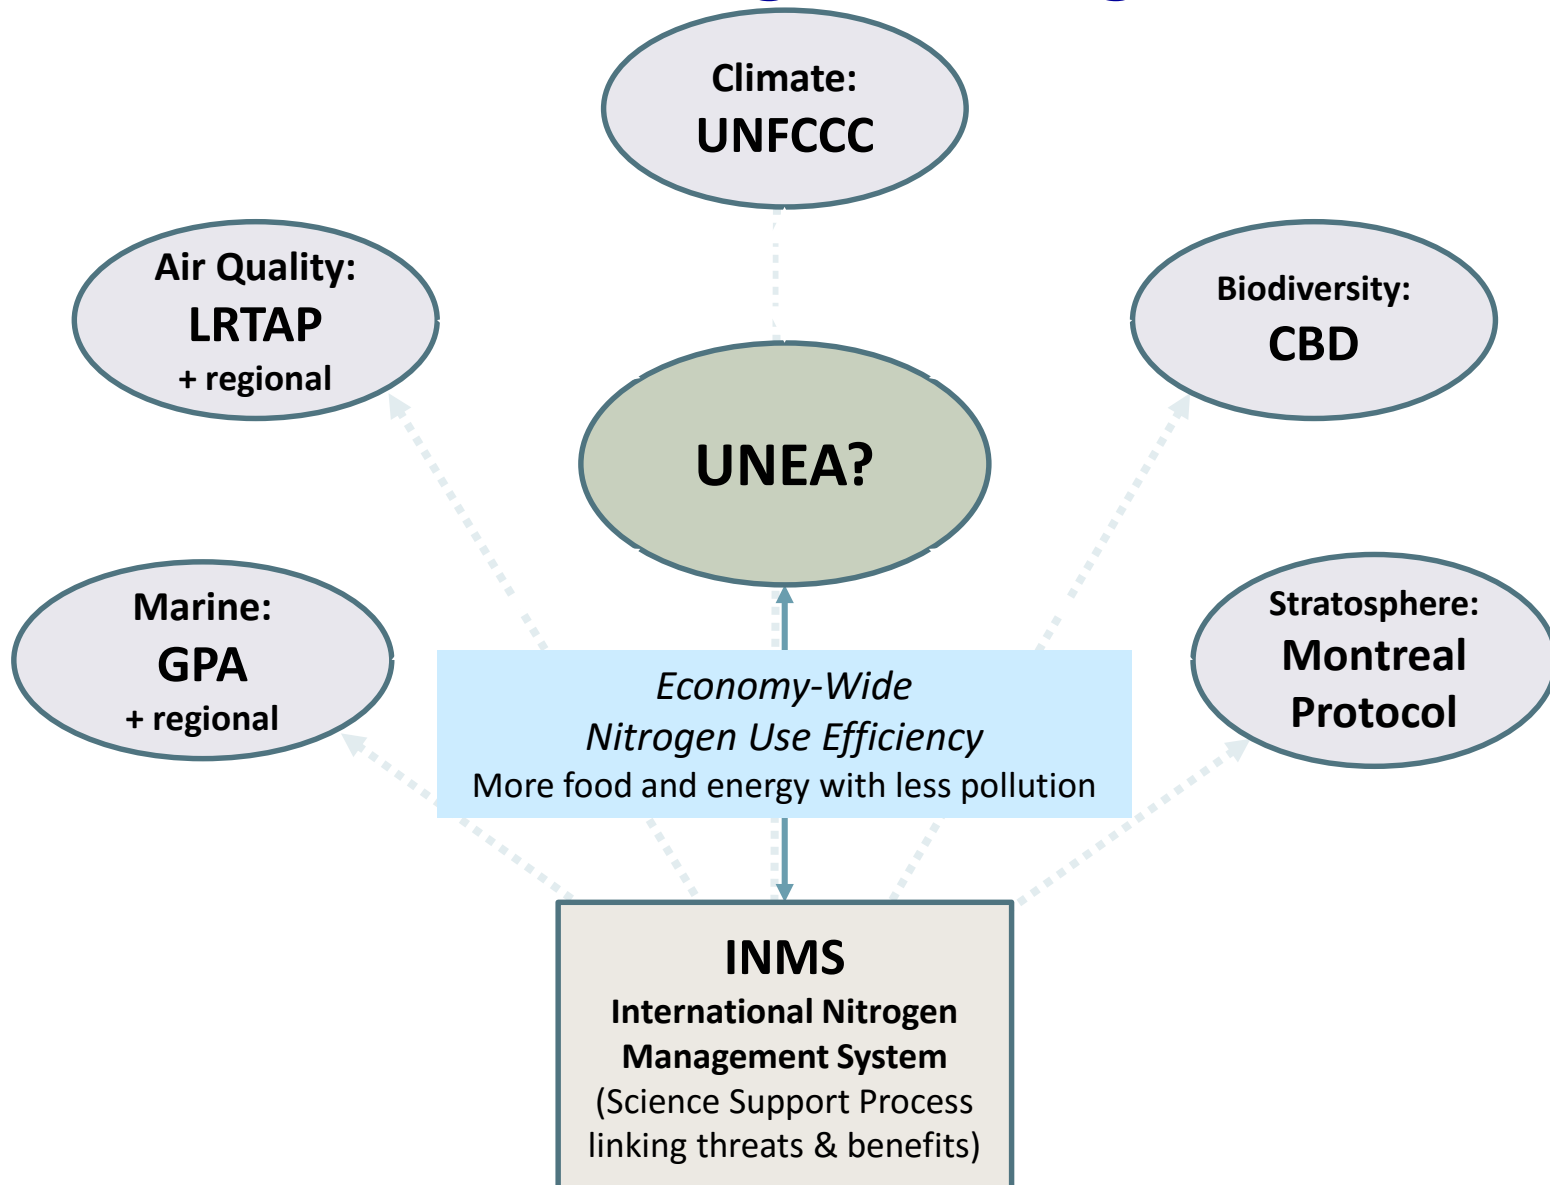 Climate:
UNFCCC
Air Quality:
LRTAP
+ regional
Biodiversity:
CBD
UNEA?
Marine:
GPA
+ regional
Stratosphere:
Montreal
Protocol
Economy-Wide
Nitrogen Use Efficiency
More food and energy with less pollution
INMS
International Nitrogen
Management System
(Science Support Process
linking threats & benefits)